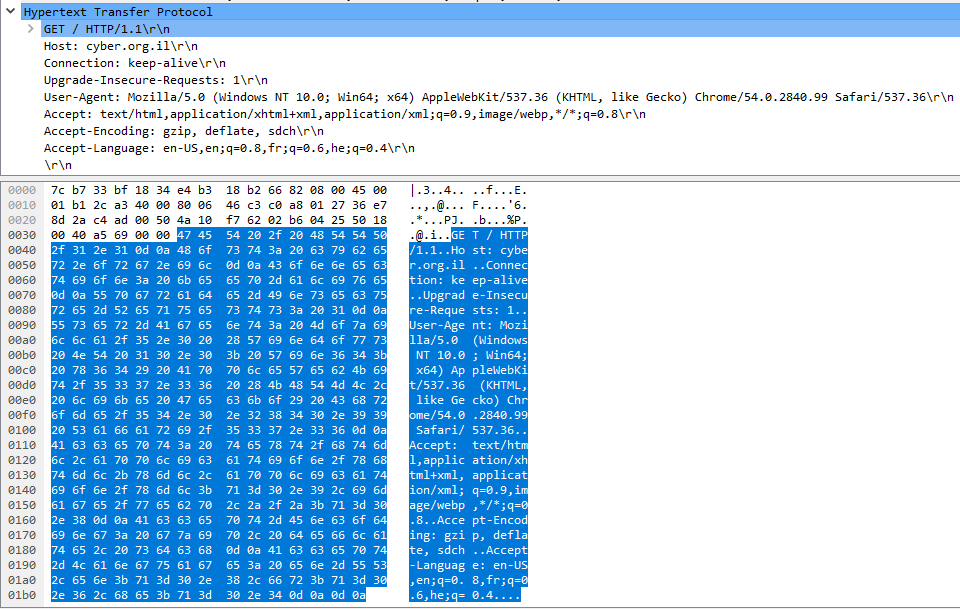 Hypertext Transfer Protocol
GET / HTTP/1.1\r\n
Host: cyber.org.il\r\n
Connection: keep-alive\r\n
Upgrade-Insecure-Requests: 1\r\n
User-Agent: Mozilla/5.0 (Windows NT 10.0; Win64; x64) AppleWebKit/537.36 (KHTML, like Gecko) Chrome/54.0.2840.99 Safari/537.36\r\n
Accept: text/html,application/xhtml+xml,application/xml;q=0.9,image/webp,*/*;q=0.8\r\n
Accept-Encoding: gzip, deflate, sdch\r\n
Accept-Language: en-US,en;q=0.8,fr;q=0.6,he;q=0.4\r\n
\r\n
0000 7c b7 33 bf 18 34 e4 b3 18 b2 66 82 08 00 45 00 |.3..4.. ..f...E.
0010 01 b1 2c a3 40 00 80 06 46 c3 c0 a8 01 27 36 e7 ..,.@... F....'6.
0020 8d 2a c4 ad 00 50 4a 10 f7 62 02 b6 04 25 50 18 .*...PJ. .b...%P.
0030 00 40 a5 69 00 00 47 45 54 20 2f 20 48 54 54 50 .@.i..GE T / HTTP
0040 2f 31 2e 31 0d 0a 48 6f 73 74 3a 20 63 79 62 65 /1.1..Ho st: cybe
0050 72 2e 6f 72 67 2e 69 6c 0d 0a 43 6f 6e 6e 65 63 r.org.il ..Connec
0060 74 69 6f 6e 3a 20 6b 65 65 70 2d 61 6c 69 76 65 tion: ke ep-alive
0070 0d 0a 55 70 67 72 61 64 65 2d 49 6e 73 65 63 75 ..Upgrad e-Insecu
0080 72 65 2d 52 65 71 75 65 73 74 73 3a 20 31 0d 0a re-Reque sts: 1..
0090 55 73 65 72 2d 41 67 65 6e 74 3a 20 4d 6f 7a 69 User-Age nt: Mozi
00a0 6c 6c 61 2f 35 2e 30 20 28 57 69 6e 64 6f 77 73 lla/5.0 (Windows
00b0 20 4e 54 20 31 30 2e 30 3b 20 57 69 6e 36 34 3b NT 10.0 ; Win64;
00c0 20 78 36 34 29 20 41 70 70 6c 65 57 65 62 4b 69 x64) Ap pleWebKi
00d0 74 2f 35 33 37 2e 33 36 20 28 4b 48 54 4d 4c 2c t/537.36 (KHTML,
00e0 20 6c 69 6b 65 20 47 65 63 6b 6f 29 20 43 68 72 like Ge cko) Chr
00f0 6f 6d 65 2f 35 34 2e 30 2e 32 38 34 30 2e 39 39 ome/54.0 .2840.99
0100 20 53 61 66 61 72 69 2f 35 33 37 2e 33 36 0d 0a Safari/ 537.36..
0110 41 63 63 65 70 74 3a 20 74 65 78 74 2f 68 74 6d Accept: text/htm
0120 6c 2c 61 70 70 6c 69 63 61 74 69 6f 6e 2f 78 68 l,applic ation/xh
0130 74 6d 6c 2b 78 6d 6c 2c 61 70 70 6c 69 63 61 74 tml+xml, applicat
0140 69 6f 6e 2f 78 6d 6c 3b 71 3d 30 2e 39 2c 69 6d ion/xml; q=0.9,im
0150 61 67 65 2f 77 65 62 70 2c 2a 2f 2a 3b 71 3d 30 age/webp ,*/*;q=0
0160 2e 38 0d 0a 41 63 63 65 70 74 2d 45 6e 63 6f 64 .8..Acce pt-Encod
0170 69 6e 67 3a 20 67 7a 69 70 2c 20 64 65 66 6c 61 ing: gzi p, defla
0180 74 65 2c 20 73 64 63 68 0d 0a 41 63 63 65 70 74 te, sdch ..Accept
0190 2d 4c 61 6e 67 75 61 67 65 3a 20 65 6e 2d 55 53 -Languag e: en-US
01a0 2c 65 6e 3b 71 3d 30 2e 38 2c 66 72 3b 71 3d 30 ,en;q=0. 8,fr;q=0
01b0 2e 36 2c 68 65 3b 71 3d 30 2e 34 0d 0a 0d 0a .6,he;q= 0.4....